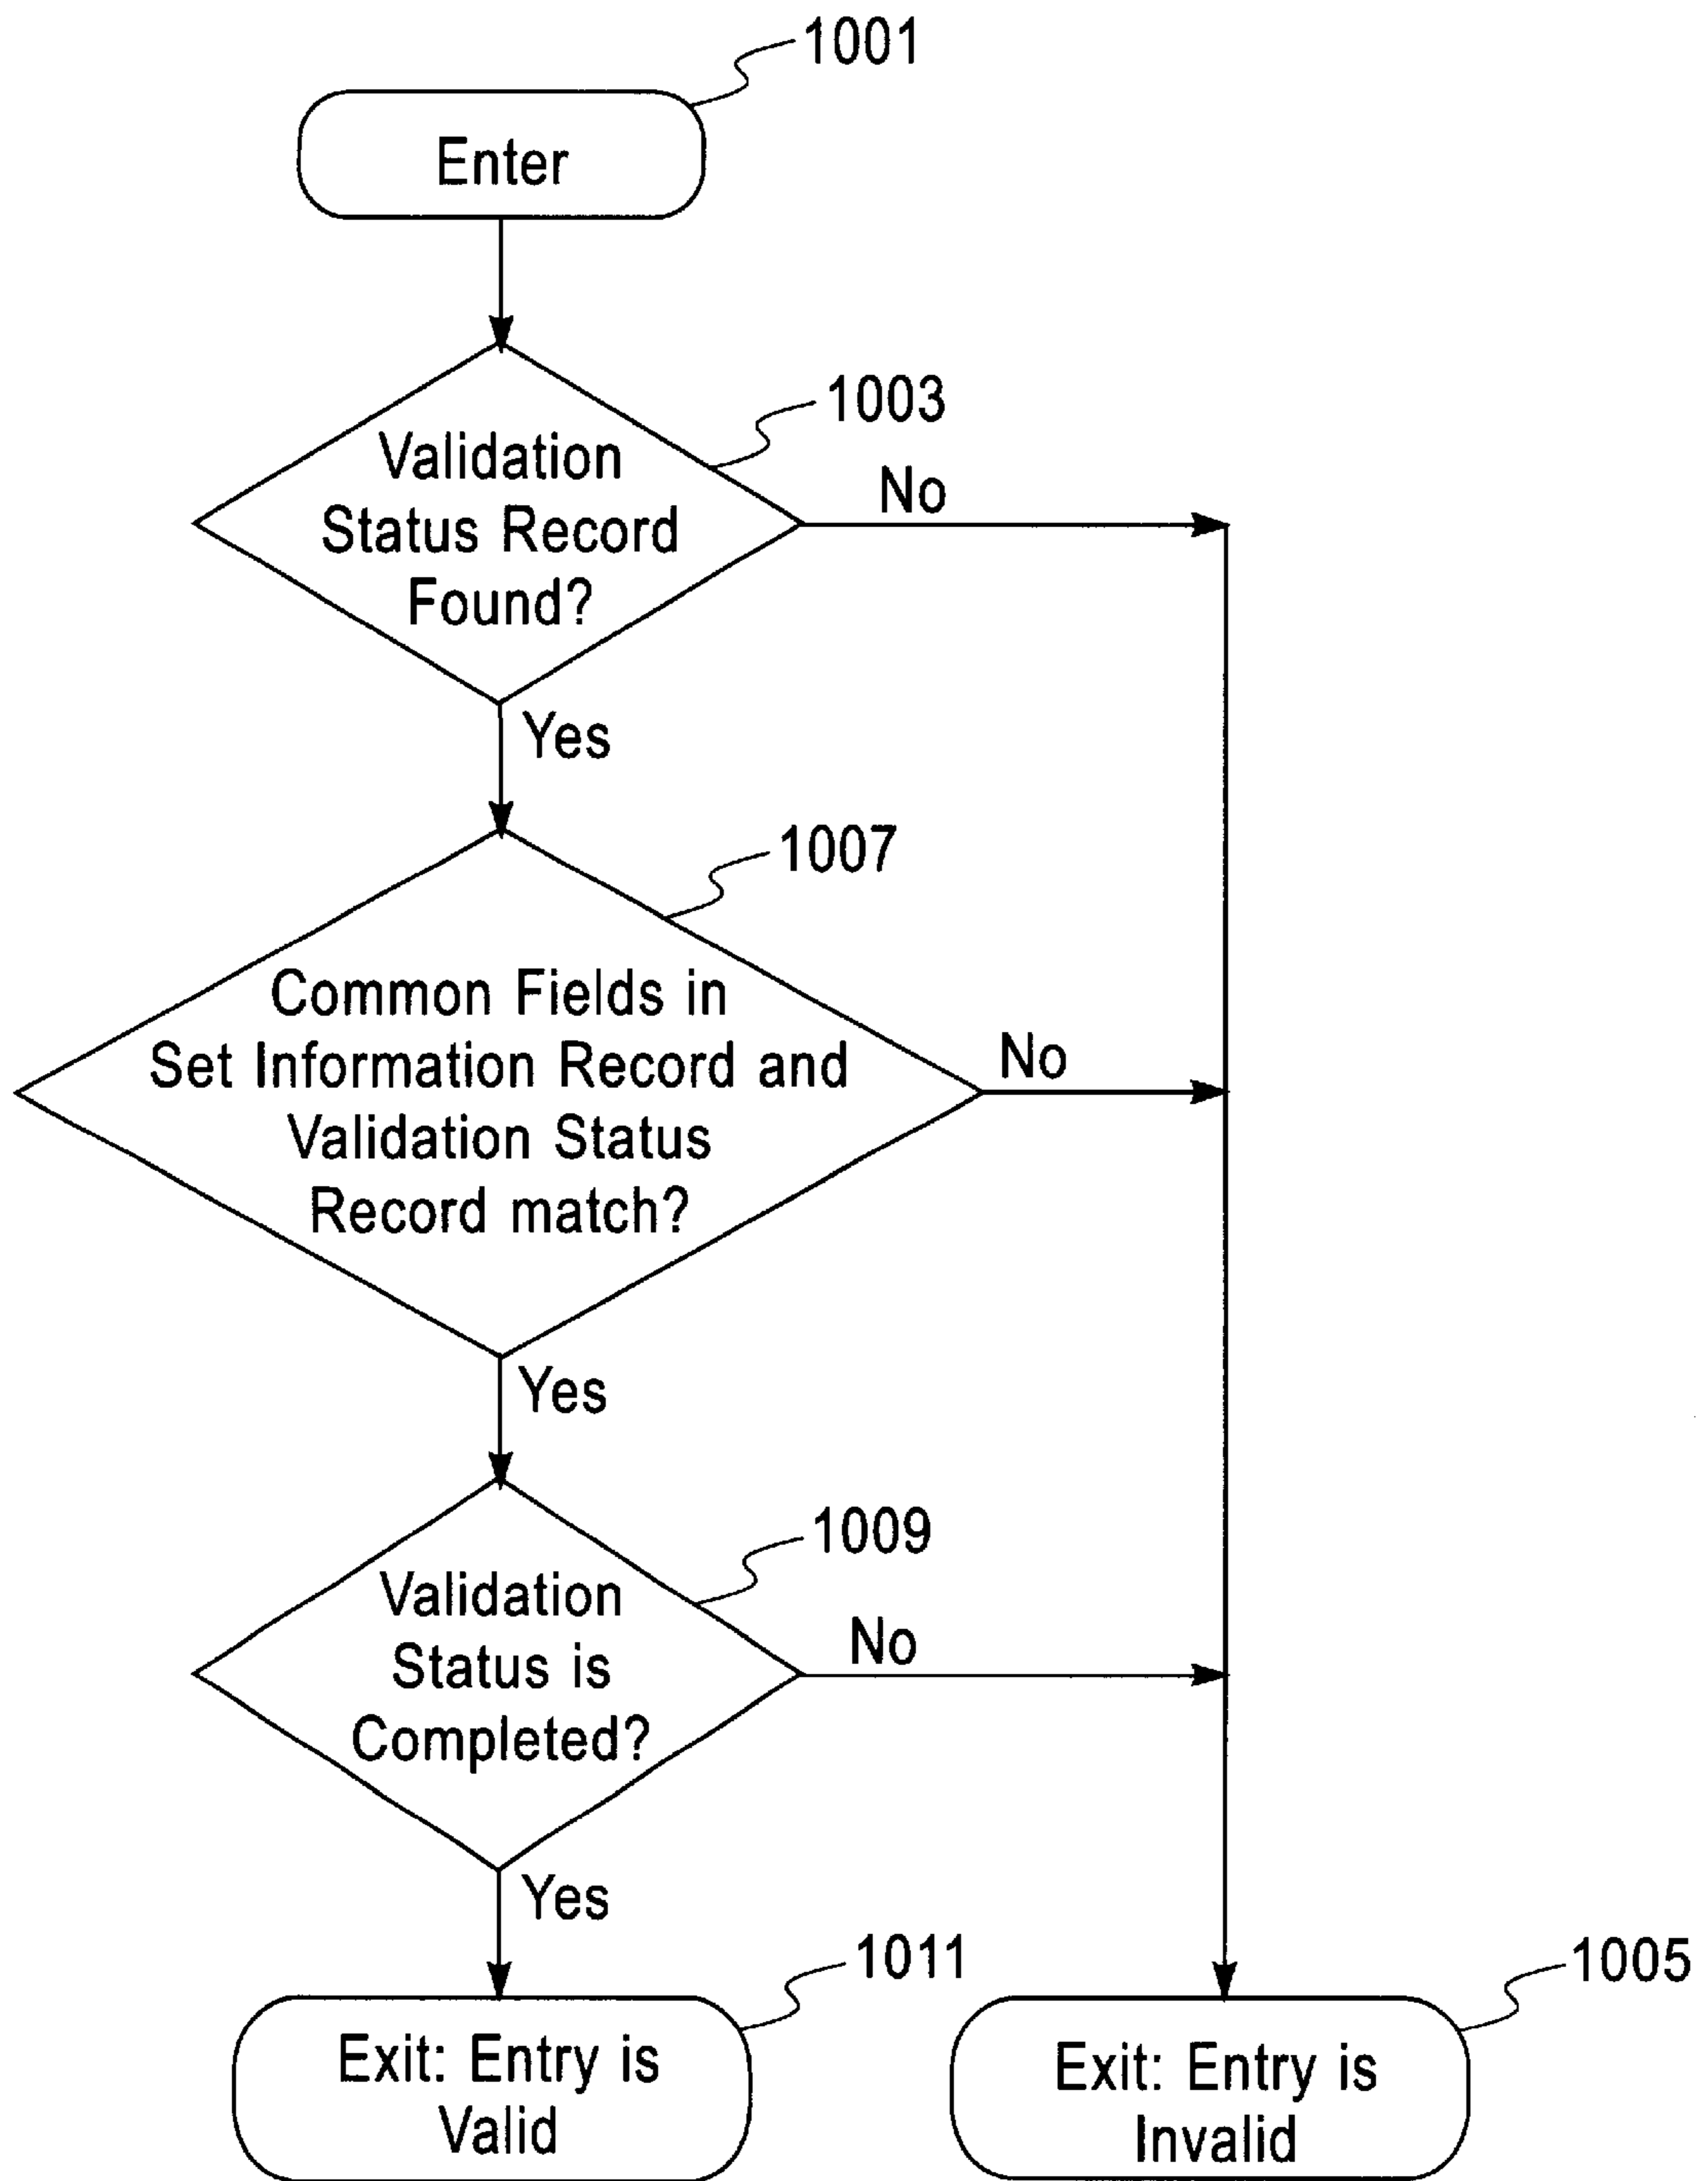 1001
Enter
1003
Validation
Status Record
Found?
No
Yes
1007
Common Fields in
Set Information Record and
Validation Status
Record match?
No
Yes
1009
Validation
Status is
Completed?
No
Yes
1011
Exit: Entry is
Valid
1005
Exit: Entry is
Invalid